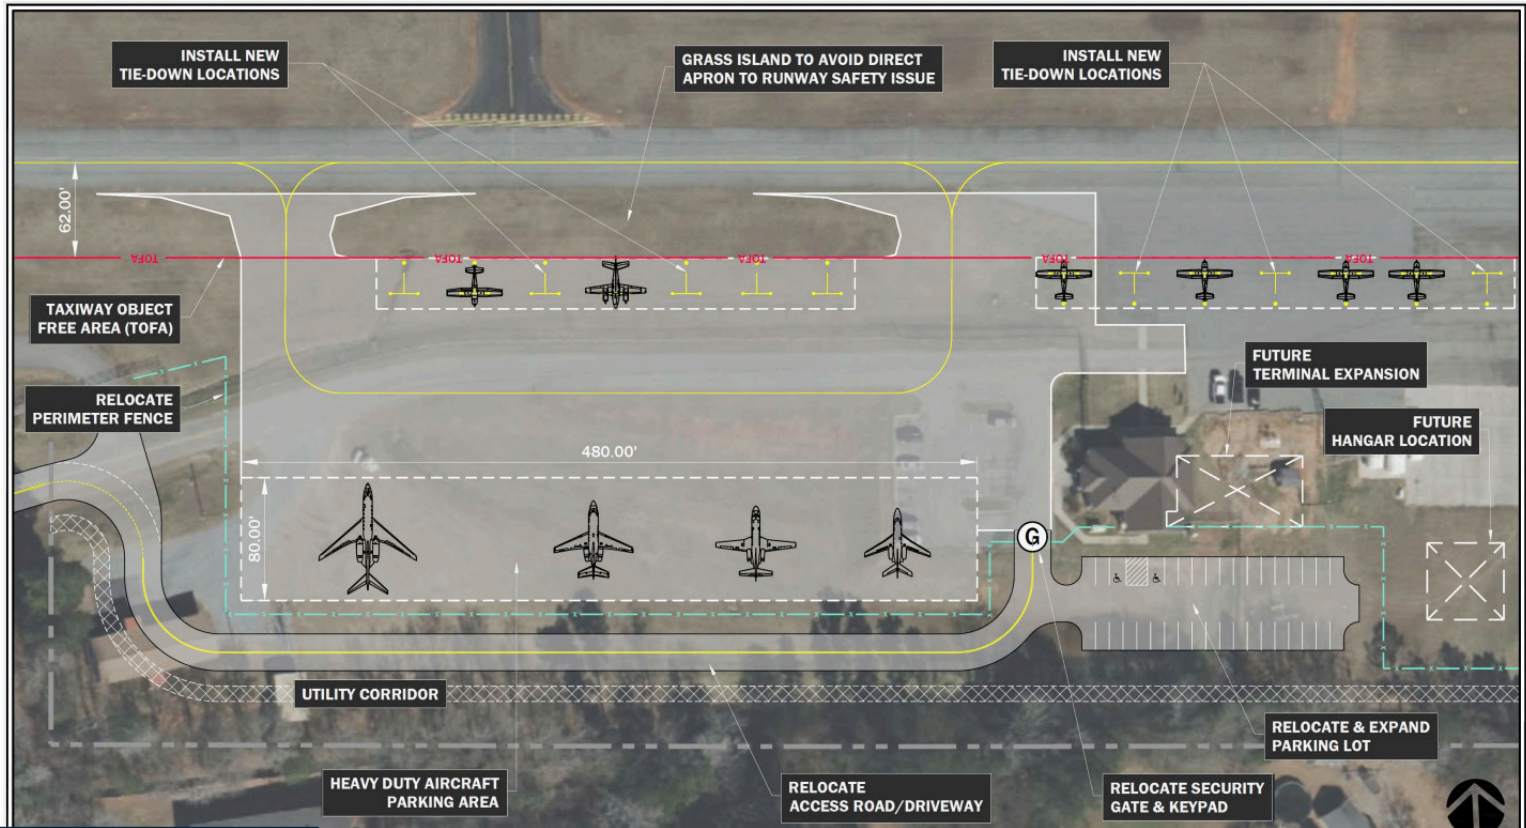 INSTALL NEW
TIE-DOWN LOCATIONS
GRASS ISLAND TO AVOID DIRECT
APRON TO RUNWAY SAFETY ISSUE
INSTALL NEW
TIE-DOWN LOCATIONS
62.00'
TOFA
TOFA
TOFA
TOFA
TOFA
TAXIWAY OBJECT
FREE AREA (TOFA)
RELOCATE
PERIMETER FENCE
FUTURE
TERMINAL EXPANSION
FUTURE
HANGAR LOCATION
480.00'
80.00'
G
UTILITY CORRIDOR
HEAVY DUTY AIRCRAFT
PARKING AREA
RELOCATE
ACCESS ROAD/DRIVEWAY
RELOCATE SECURITY
GATE & KEYPAD
RELOCATE & EXPAND
PARKING LOT